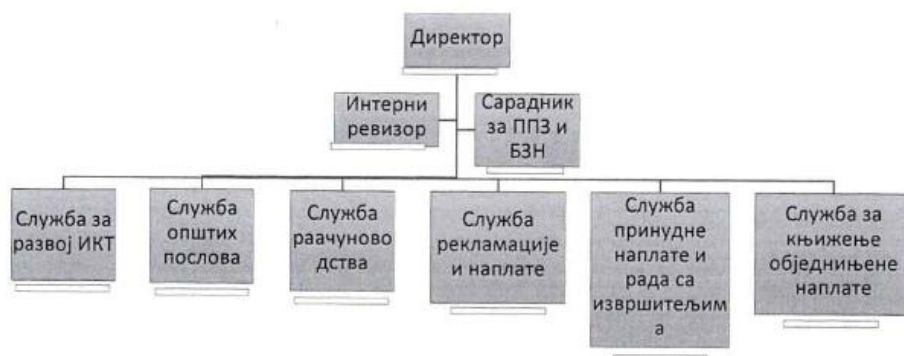 Директор
Интерни
ревизор
Сарадник
за ППЗ и
БЗН
Служба за
развој ИКТ
Служба
општих
послова
Служба
раачуново
дства
Служба
рекламације
и наплате
Служба
принудне
наплате и
рада са
извршитељим
а
Служба за
књижење
обједнињене
наплате